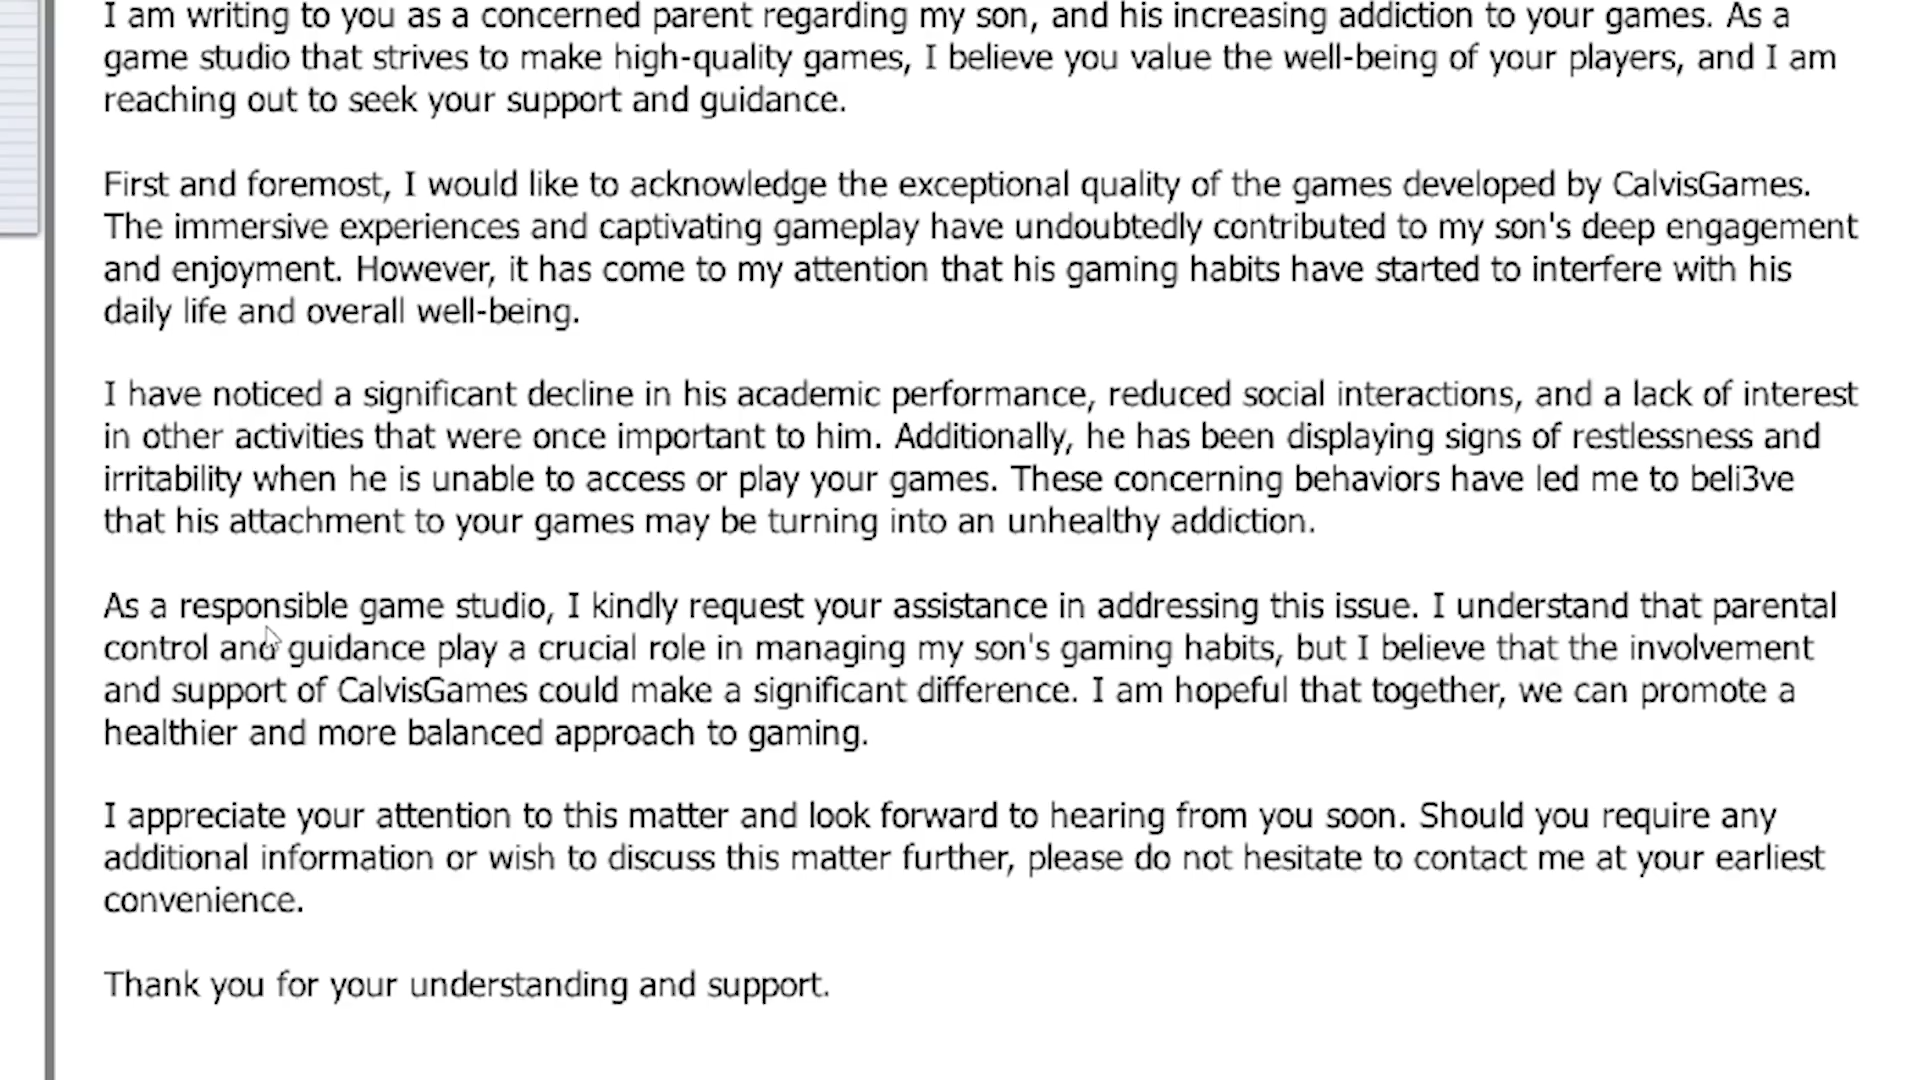 I am writing to you as a concerned parent regarding my son, and his increasing addiction to your games. As a
game studio that strives to make high-quality games, I believe you value the well-being of your players, and I am
reaching out to seek your support and guidance.
First and foremost, I would like to acknowledge the exceptional quality of the games developed by CalvisGames.
The immersive experiences and captivating gameplay have undoubtedly contributed to my son's deep engagement
and enjoyment. However, it has come to my attention that his gaming habits have started to interfere with his
daily life and overall well-being.
I have noticed a significant decline in his academic performance, reduced social interactions, and a lack of interest
in other activities that were once important to him. Additionally, he has been displaying signs of restlessness and
irritability when he is unable to access or play your games. These concerning behaviors have led me to beli3ve
that his attachment to your games may be turning into an unhealthy addiction.
As a responsible game studio, I kindly request your assistance in addressing this issue. I understand that parental
control and guidance play a crucial role in managing my son's gaming habits, but I believe that the involvement
and support of CalvisGames could make a significant difference. I am hopeful that together, we can promote a
healthier and more balanced approach to gaming.
I appreciate your attention to this matter and look forward to hearing from you soon. Should you require any
additional information or wish to discuss this matter further, please do not hesitate to contact me at your earliest
convenience.
Thank you for your understanding and support.